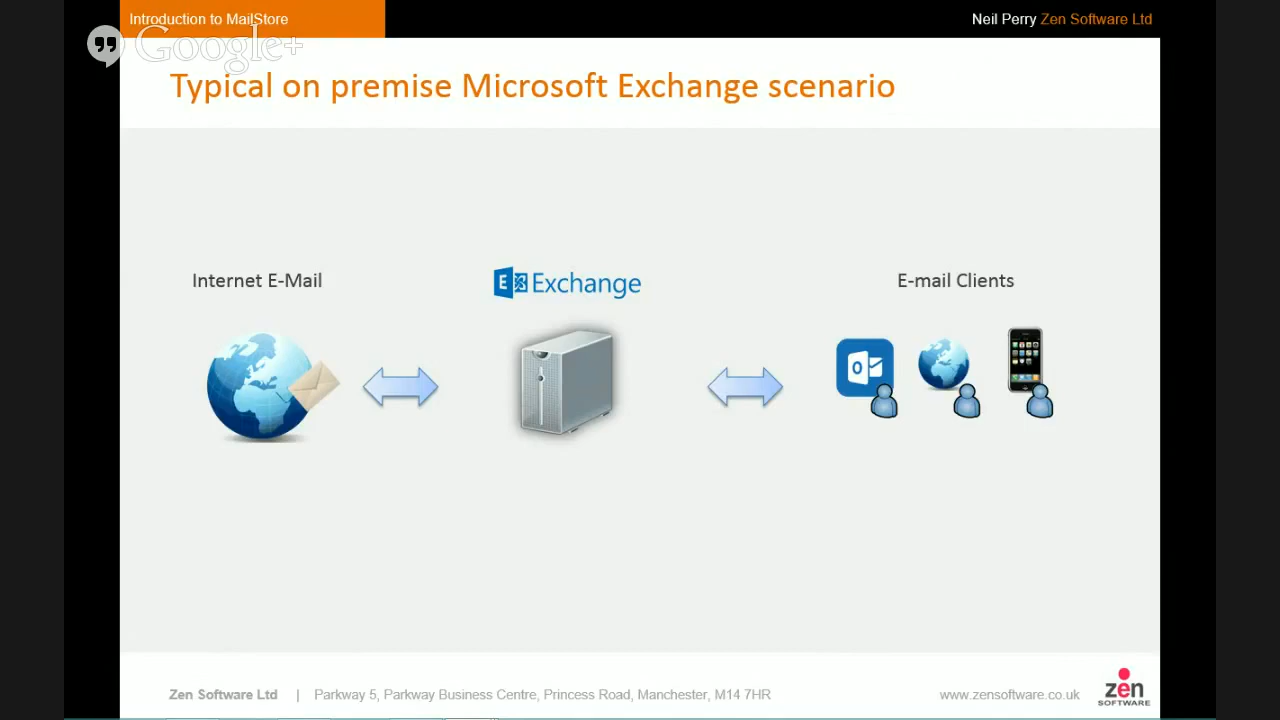 Introduction to MailStore
Neil Perry Zen Software Ltd
Google+
Typical on premise Microsoft Exchange scenario
Internet E-Mail
E Exchange
E-mail Clients
Zen Software Ltd | Parkway 5, Parkway Business Centre, Princess Road, Manchester, M14 7HR
www.zensoftware.co.uk
zen
SOFTWARE